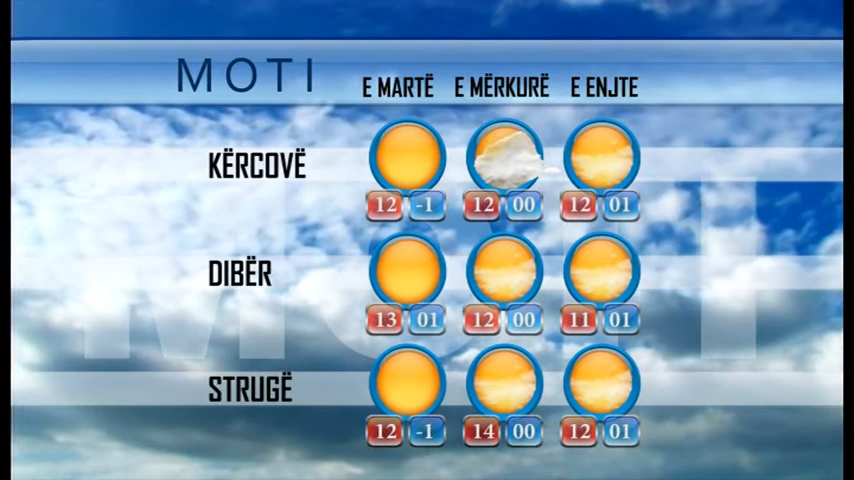 MOTI E MARTË E MËRKURË E ENJTE
KËRCOVË
12 -1 12 00 12 01
DIBËR
13 01 12 00 11 01
STRUGË
12 -1 14 00 12 01
MOTI